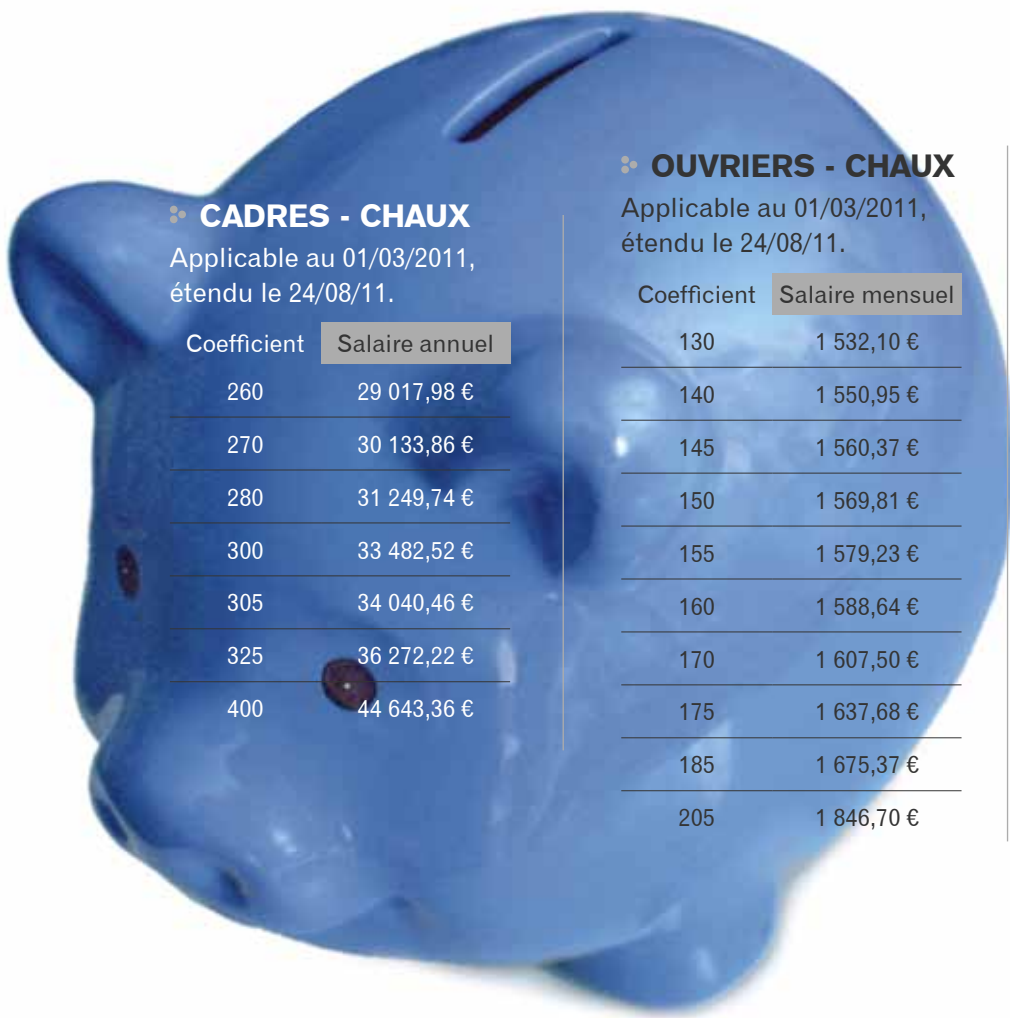 CADRES - CHAUX
Applicable au 01/03/2011,
étendu le 24/08/11.
Coefficient Salaire annuel
260 29 017,98 €
270 30 133,86 €
280 31 249,74 €
300 33 482,52 €
305 34 040,46 €
325 36 272,22 €
400 44 643,36 €
OUVRIERS - CHAUX
Applicable au 01/03/2011,
étendu le 24/08/11.
Coefficient Salaire mensuel
130 1 532,10 €
140 1 550,95 €
145 1 560,37 €
150 1 569,81 €
155 1 579,23 €
160 1 588,64 €
170 1 607,50 €
175 1 637,68 €
185 1 675,37 €
205 1 846,70 €